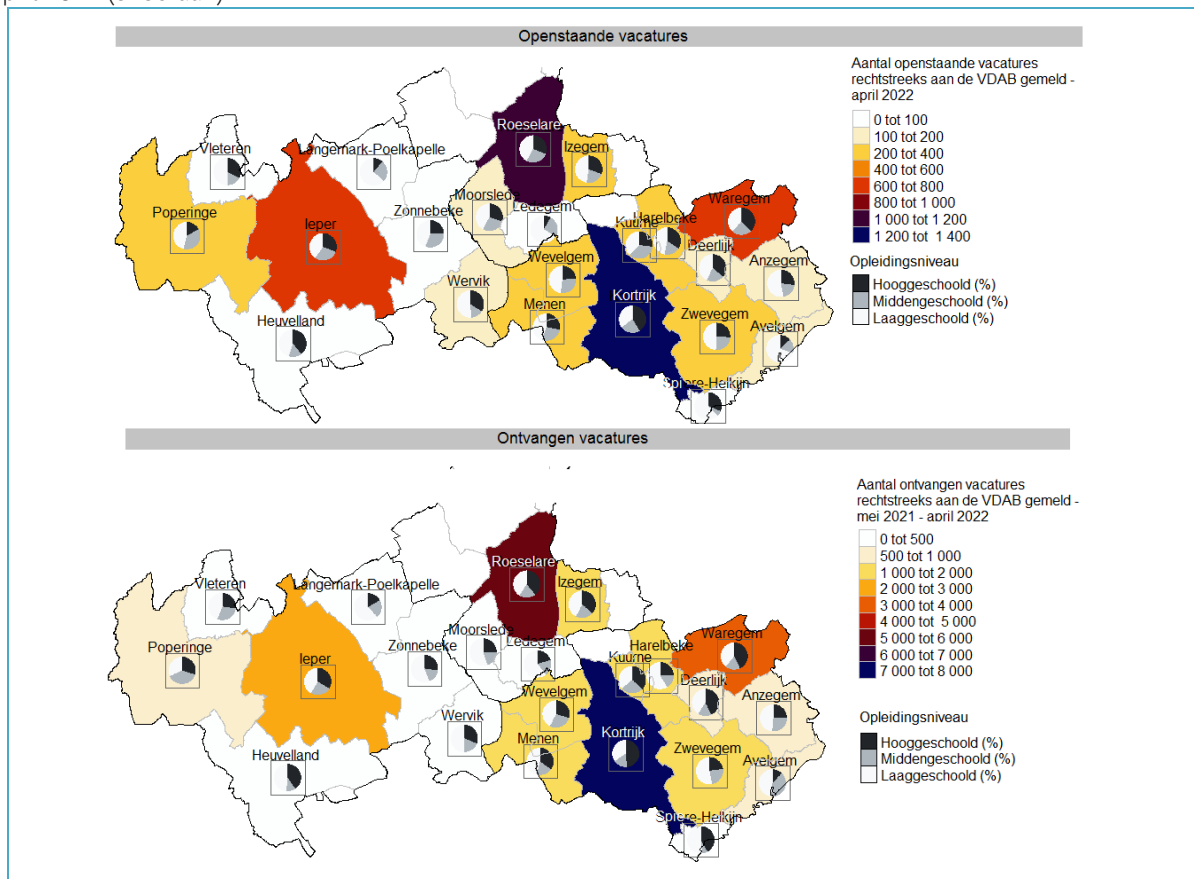 Openstaande vacatures
Aantal openstaande vacatures
rechtstreeks aan de VDAB gemeld -
april 2022
0 tot 100
100 tot 200
200 tot 400
400 tot 600
600 tot 800
800 tot 1 000
1 000 tot 1 200
1 200 tot 1 400
Opleidingsniveau
Hooggeschoold (%)
Middengeschoold (%)
Laaggeschoold (%)
Roeselare
Izegem
Vleteren
Langemark-Poelkapelle
Moorslede
Ledegem
Waregem
Poperinge
Ieper
Zonnebeke
Kuurne
Harelbeke
Deerlijk
Wevelgem
Anzegem
Wervik
Kortrijk
Menen
Zwevegem
Heuvelland
Avelgem
Spiere-Helkijn
Ontvangen vacatures
Aantal ontvangen vacatures
rechtstreeks aan de VDAB gemeld -
mei 2021 - april 2022
0 tot 500
500 tot 1 000
1 000 tot 2 000
2 000 tot 3 000
3 000 tot 4 000
4 000 tot 5 000
5 000 tot 6 000
6 000 tot 7 000
7 000 tot 8 000
Opleidingsniveau
Hooggeschoold (%)
Middengeschoold (%)
Laaggeschoold (%)
Roeselare
Izegem
Vleteren
Langemark-Poelkapelle
Moorslede
Ledegem
Waregem
Poperinge
Ieper
Zonnebeke
Harelbeke
Kuurne
Deerlijk
Wevelgem
Anzegem
Wervik
Kortrijk
Menen
Zwevegem
Heuvelland
Avelgem
Spiere-Helkijn